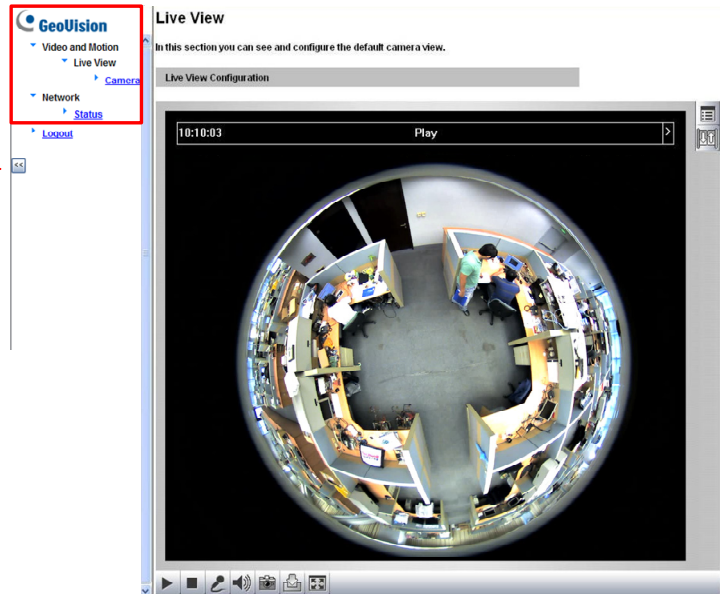 GeoVision
Video and Motion
Live View
Camera
Network
Status
Logout
<<
Live View
In this section you can see and configure the default camera view.
Live View Configuration
10:10:03 Play >